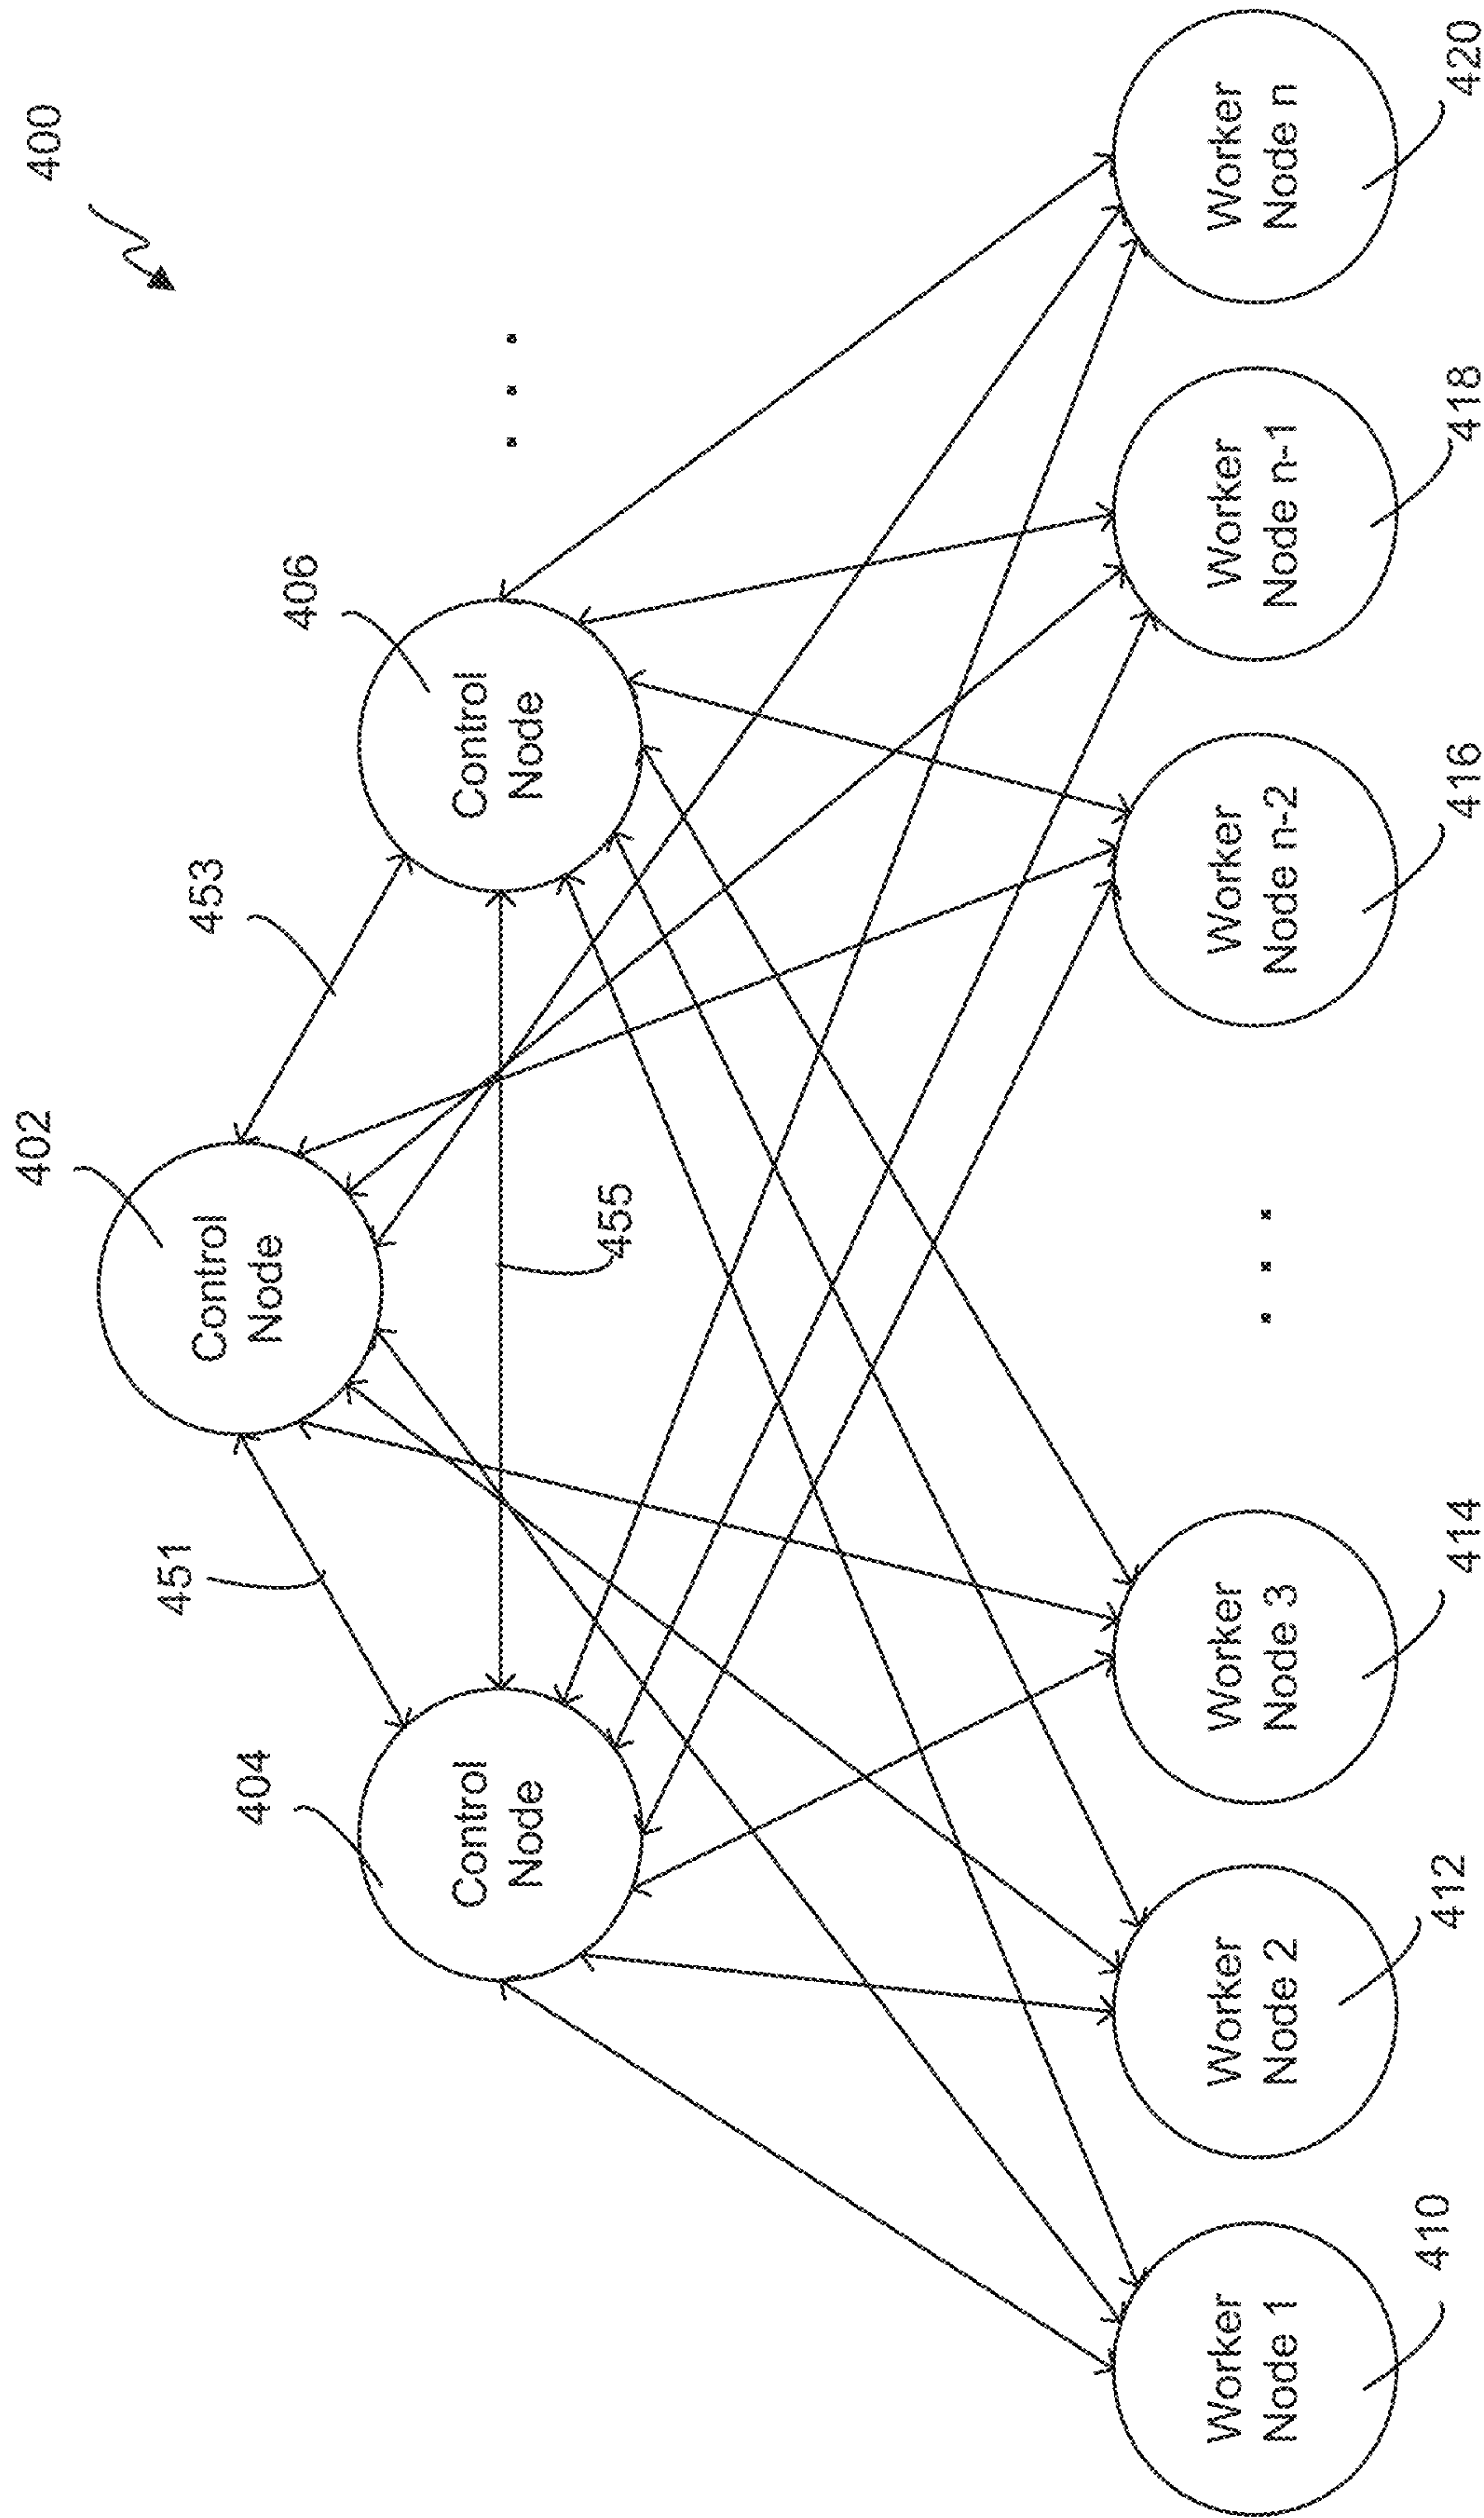 400
402
Control
Node
451
453
404
Control
Node
455
406
Control
Node
. . .
Worker
Node 1
410
Worker
Node 2
412
Worker
Node 3
414
. . .
Worker
Node n-2
416
Worker
Node n-1
418
Worker
Node n
420